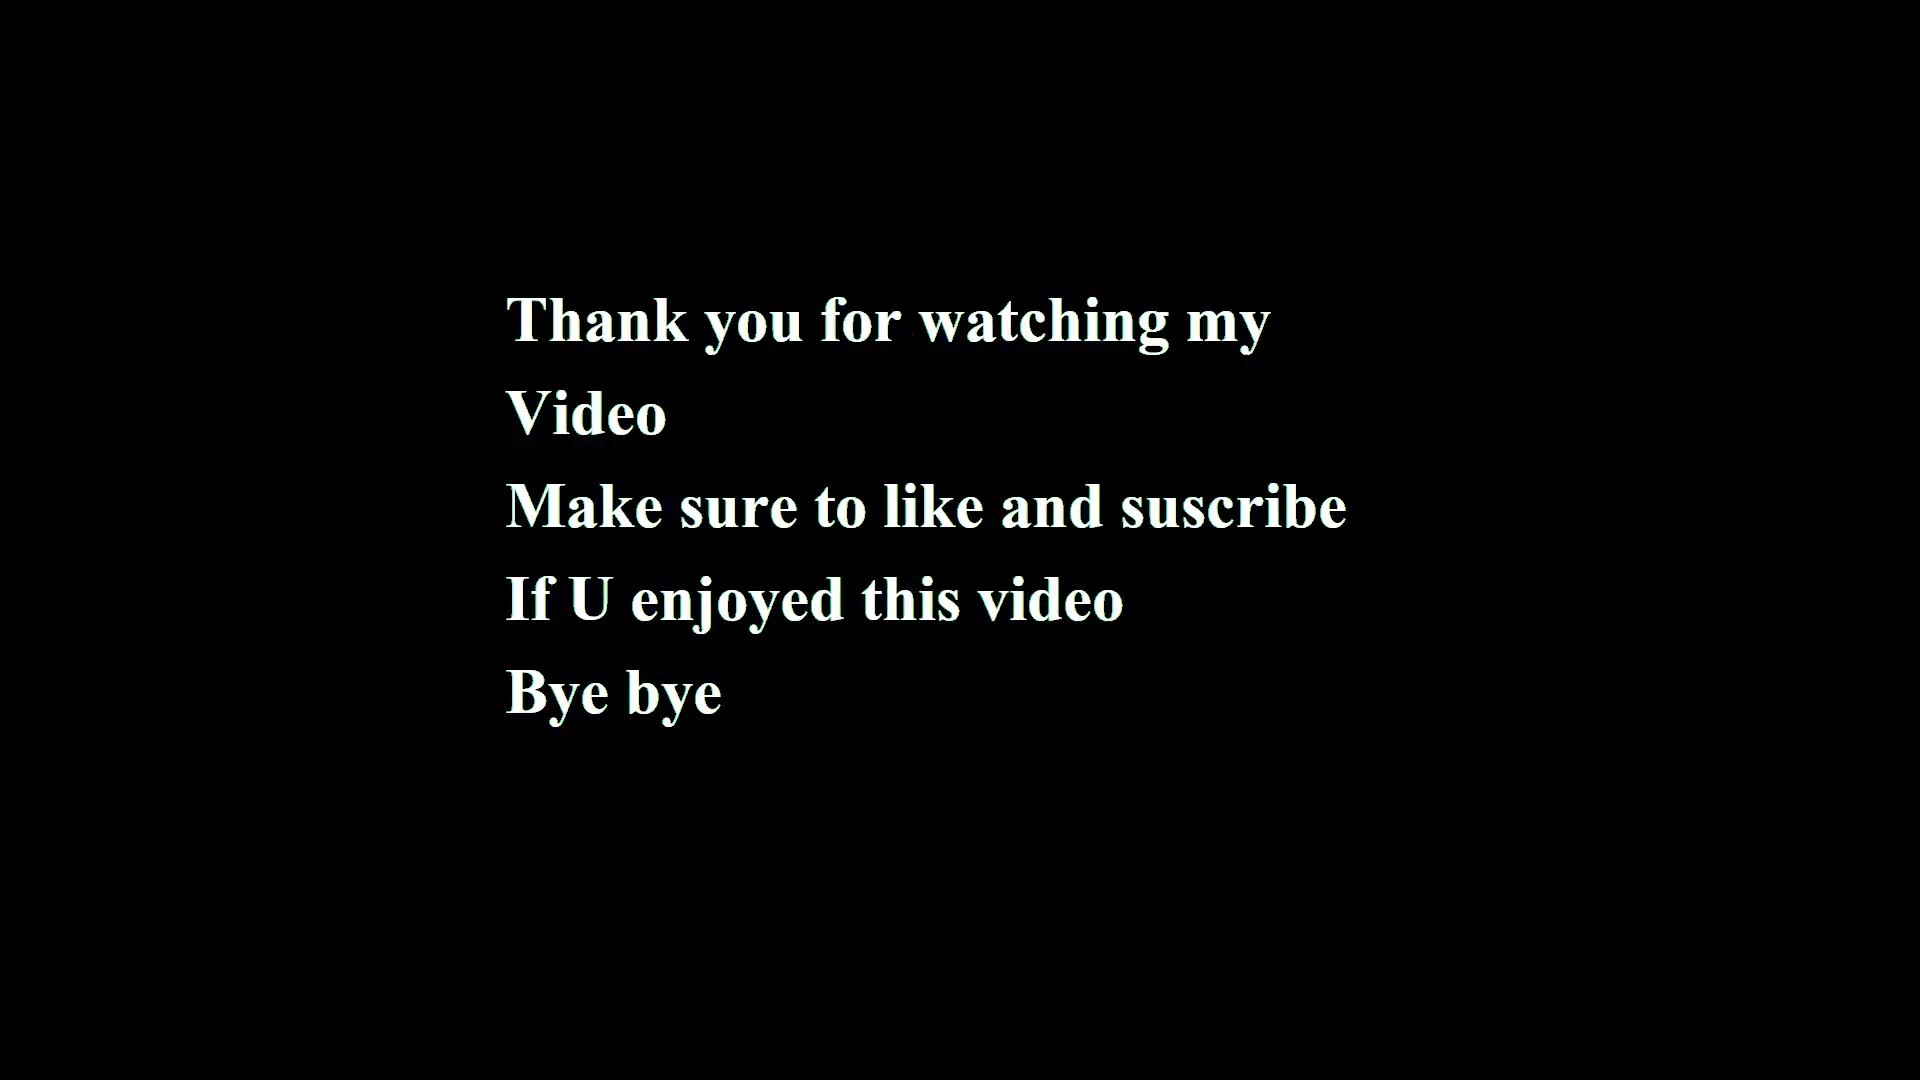 Thank you for watching my
Video
Make sure to like and suscribe
If U enjoyed this video
Bye bye